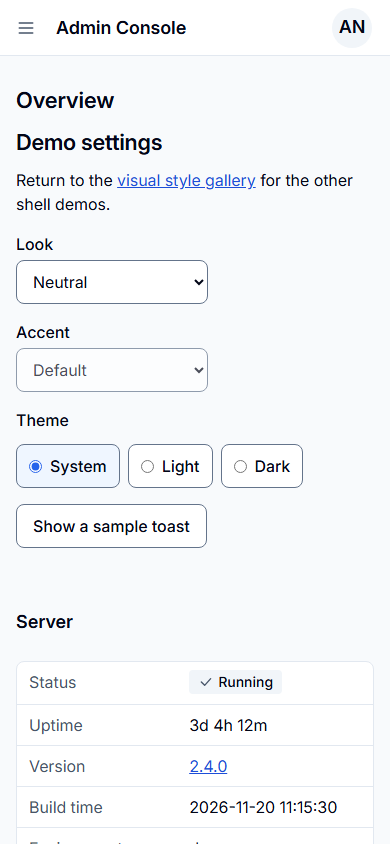 Admin Console
AN
Overview
Demo settings
Return to the visual style gallery for the other
shell demos.
Look
Neutral
Accent
Default
Theme
System
Light
Dark
Show a sample toast
Server
Status
Running
Uptime
3d 4h 12m
Version
2.4.0
Build time
2026-11-20 11:15:30